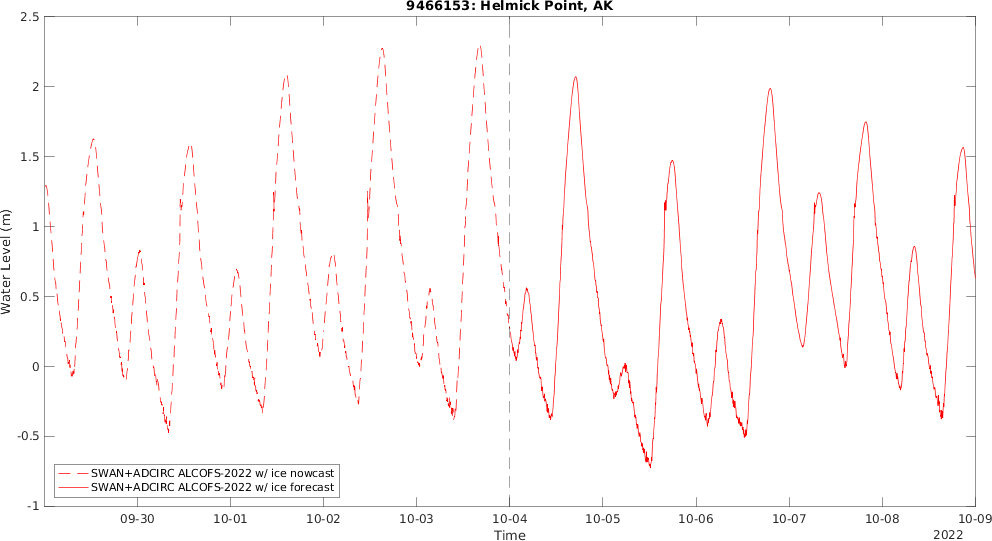 9466153: Helmick Point, AK
2.5
2
1.5
1
0.5
0
-0.5
-1
Water Level (m)
SWAN+ADCIRC ALCOFS-2022 w/ ice nowcast
SWAN+ADCIRC ALCOFS-2022 w/ ice forecast
09-30 10-01 10-02 10-03 10-04 10-05 10-06 10-07 10-08 10-09
Time
2022